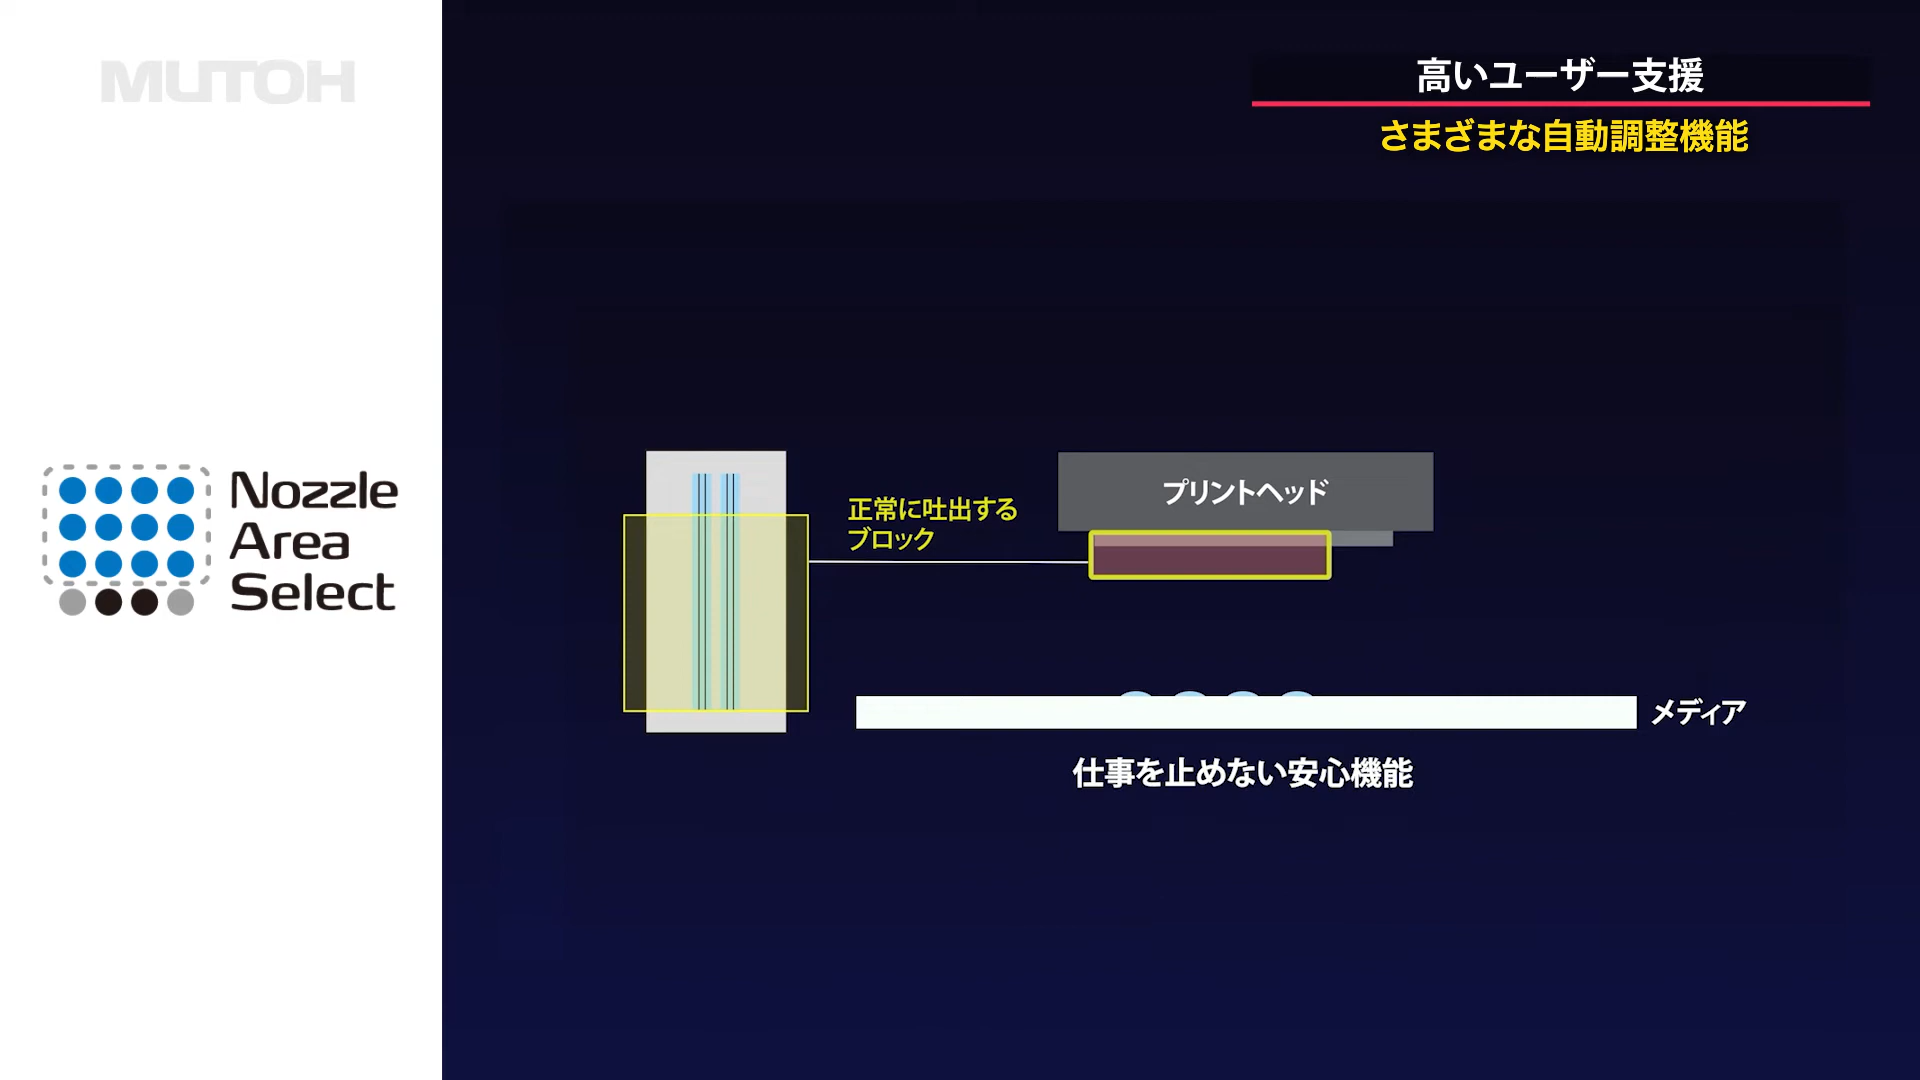 MUTOH
高いユーザー支援
さまざまな自動調整機能
Nozzle
Area
Select
正常に吐出する
ブロック
プリントヘッド
メディア
仕事を止めない安心機能